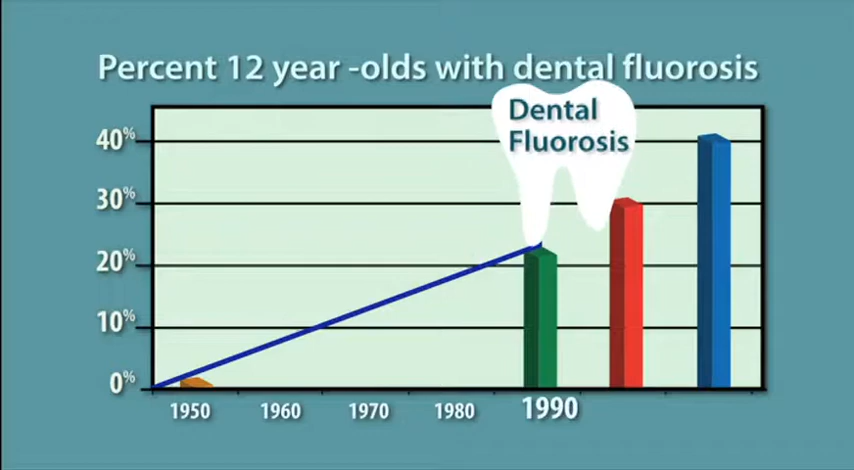 Percent 12 year -olds with dental fluorosis
Dental
Fluorosis
40%
30%
20%
10%
0%
1950 1960 1970 1980 1990